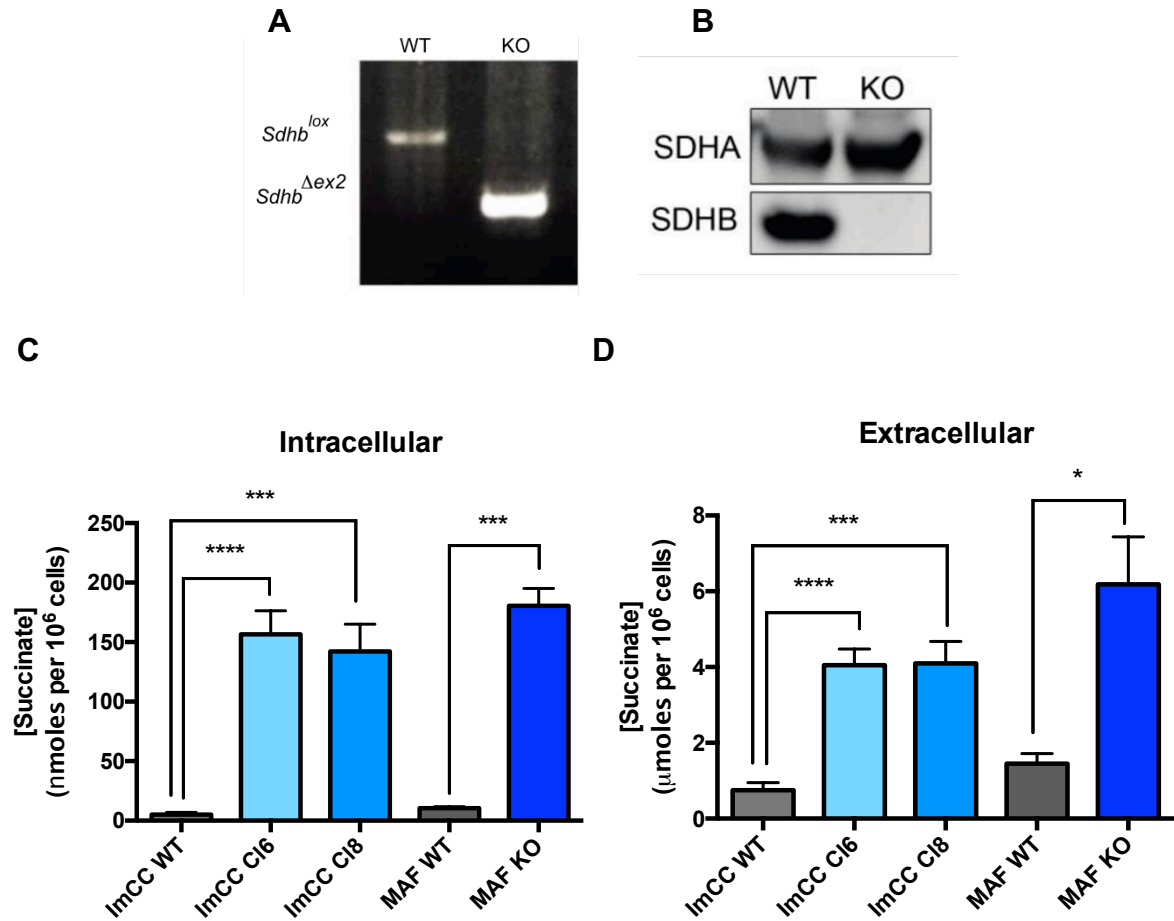 A
B
WT KO
Sdhb^lox
Sdhb^Δex2
WT KO
SDHA
SDHB
C
D
Intracellular
[Succinate]
(nmoles per 10^6 cells)
250
200
150
100
50
0
***
****
***
ImCC WT
ImCC Cl6
ImCC Cl8
MAF WT
MAF KO
Extracellular
[Succinate]
(μmoles per 10^6 cells)
8
6
4
2
0
*
***
****
ImCC WT
ImCC Cl6
ImCC Cl8
MAF WT
MAF KO